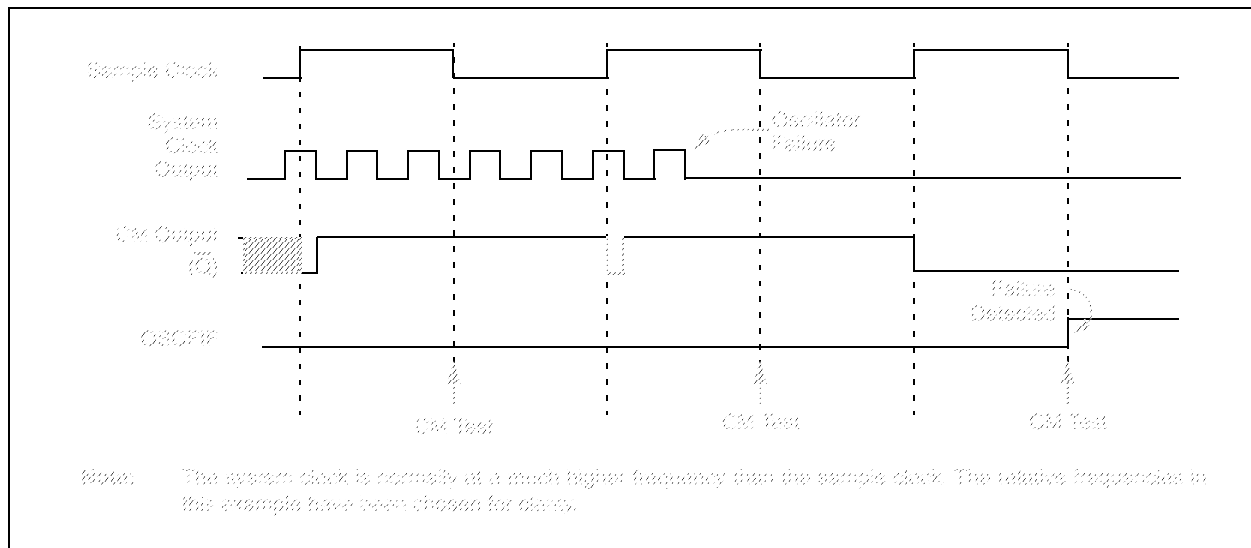 Sample Clock
System
Clock
Output
Oscillator
Failure
CM Output
(Q)
Failure
Detected
OSCFIF
CM Test
CM Test
CM Test
Note: The system clock is normally at a much higher frequency than the sample clock. The relative frequencies in
this example have been chosen for clarity.